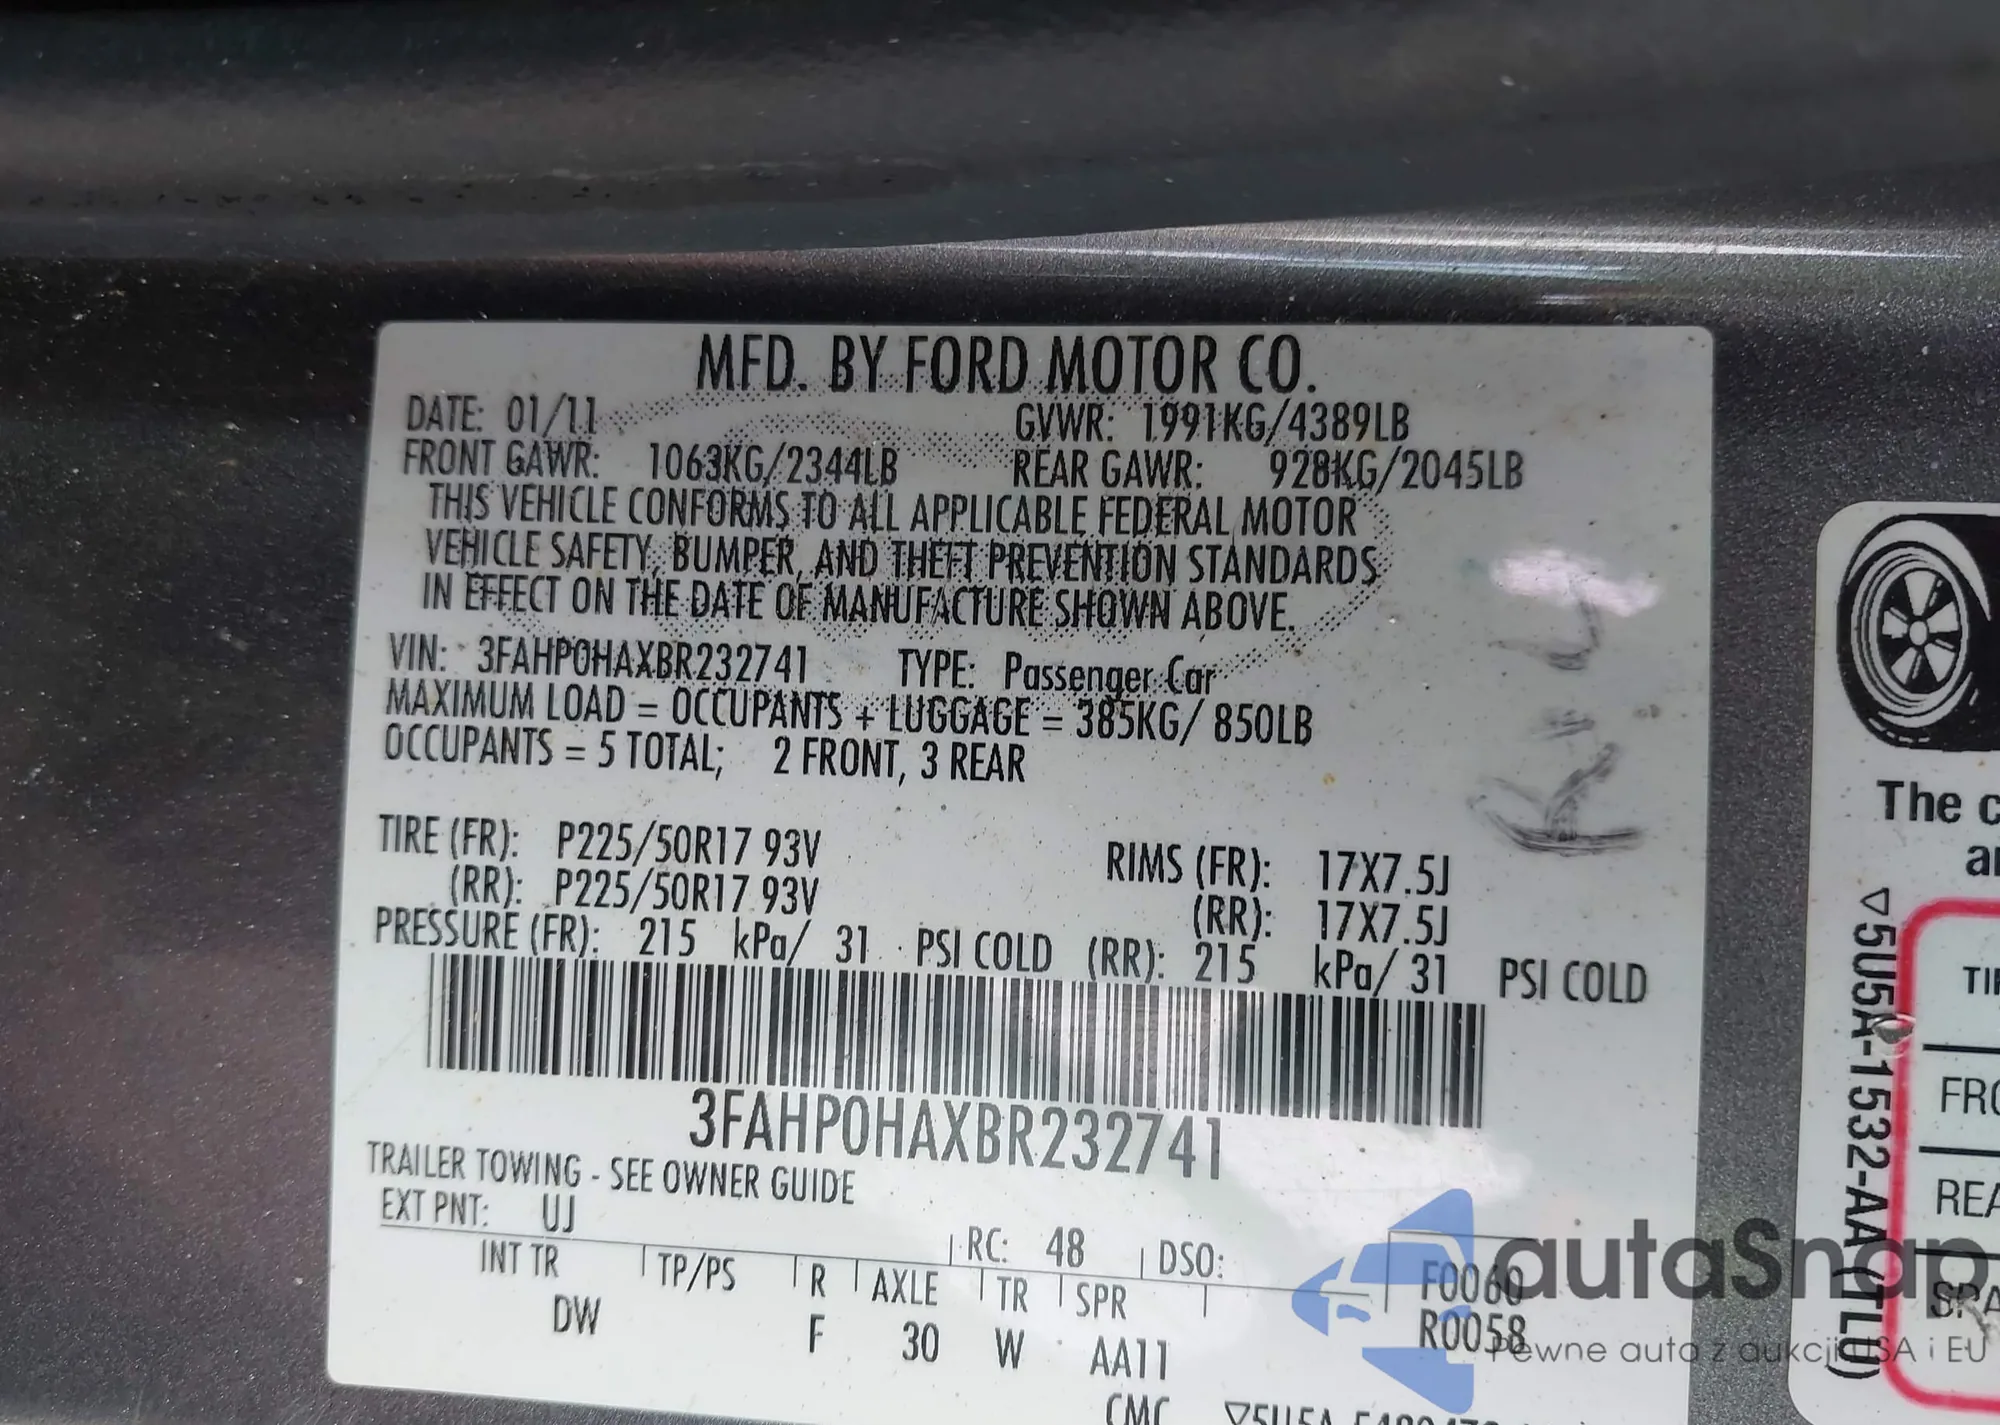 MFD. BY FORD MOTOR CO.
DATE: 01/11 GVWR: 1991KG/4389LB
FRONT GAWR: 1063KG/2344LB REAR GAWR: 928KG/2045LB
THIS VEHICLE CONFORMS TO ALL APPLICABLE FEDERAL MOTOR
VEHICLE SAFETY, BUMPER, AND THEFT PREVENTION STANDARDS
IN EFFECT ON THE DATE OF MANUFACTURE SHOWN ABOVE.
VIN: 3FAHP0HAXBR232741 TYPE: Passenger Car
MAXIMUM LOAD = OCCUPANTS + LUGGAGE = 385KG/ 850LB
OCCUPANTS = 5 TOTAL; 2 FRONT, 3 REAR
TIRE (FR): P225/50R17 93V RIMS (FR): 17X7.5J
(RR): P225/50R17 93V (RR): 17X7.5J
PRESSURE (FR): 215 kPa/ 31 PSI COLD (RR): 215 kPa/ 31 PSI COLD
3FAHP0HAXBR232741
TRAILER TOWING - SEE OWNER GUIDE
EXT PNT: UJ RC: 48 DSO:
INT TR TP/PS R AXLE TR SPR F0060
DW F 30 W AA11 R0058
CMC
The c
5U5A-1532-AA (TLU)
FRO
REA
SPA
autaSnap
Pewne auto z aukcji USA i EU